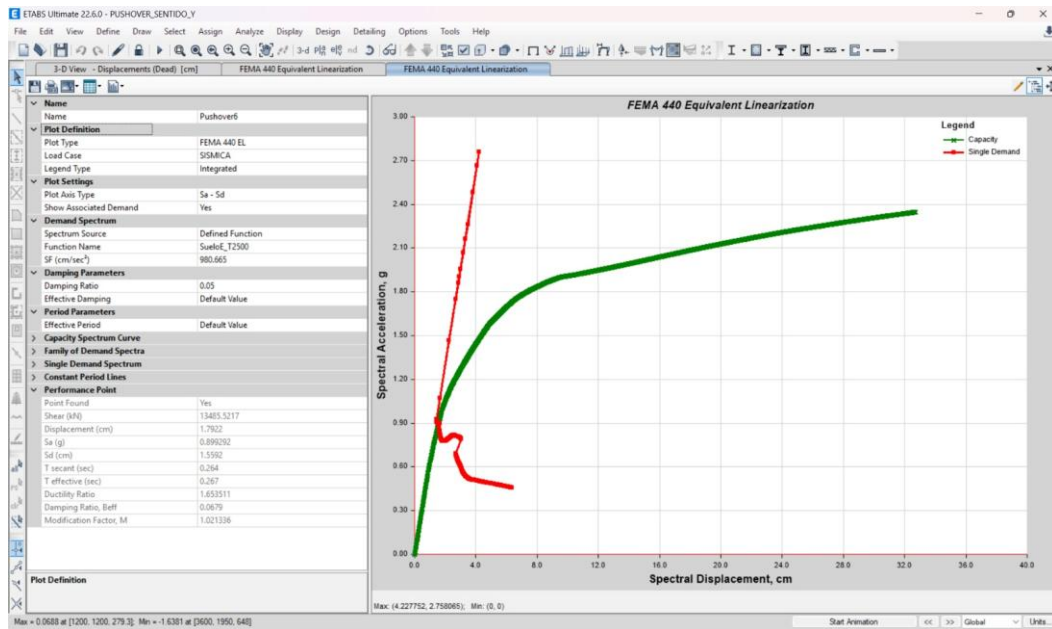 ETABS Ultimate 22.6.0 - PUSHOVER_SENTIDO_Y
File Edit View Define Draw Select Assign Analyze Display Design Detailing Options Tools Help
3-d
nd
3-D View - Displacements (Dead) [cm] FEMA 440 Equivalent Linearization FEMA 440 Equivalent Linearization
Name
Name Pushover6
Plot Definition
Plot Type FEMA 440 EL
Load Case SISMICA
Legend Type Integrated
Plot Settings
Plot Axis Type Sa - Sd
Show Associated Demand Yes
Demand Spectrum
Spectrum Source Defined Function
Function Name SueloE_T2500
SF (cm/sec²) 980.665
Damping Parameters
Damping Ratio 0.05
Effective Damping Default Value
Period Parameters
Effective Period Default Value
Capacity Spectrum Curve
Family of Demand Spectra
Single Demand Spectrum
Constant Period Lines
Performance Point
Point Found Yes
Shear (kN) 13485.5217
Displacement (cm) 1.7922
Sa (g) 0.899292
Sd (cm) 1.5592
T secant (sec) 0.264
T effective (sec) 0.267
Ductility Ratio 1.653511
Damping Ratio, Beff 0.0679
Modification Factor, M 1.021336
Plot Definition
FEMA 440 Equivalent Linearization
Legend
Capacity
Single Demand
Spectral Acceleration, g
3.00
2.70
2.40
2.10
1.80
1.50
1.20
0.90
0.60
0.30
0.00
0.0 4.0 8.0 12.0 16.0 20.0 24.0 28.0 32.0 36.0 40.0
Spectral Displacement, cm
Max: (4.227752, 2.758065); Min: (0, 0)
Max = 0.0688 at [1200, 1200, 279.3]; Min = -1.6381 at [3600, 1950, 648] Start Animation << >> Global Units...